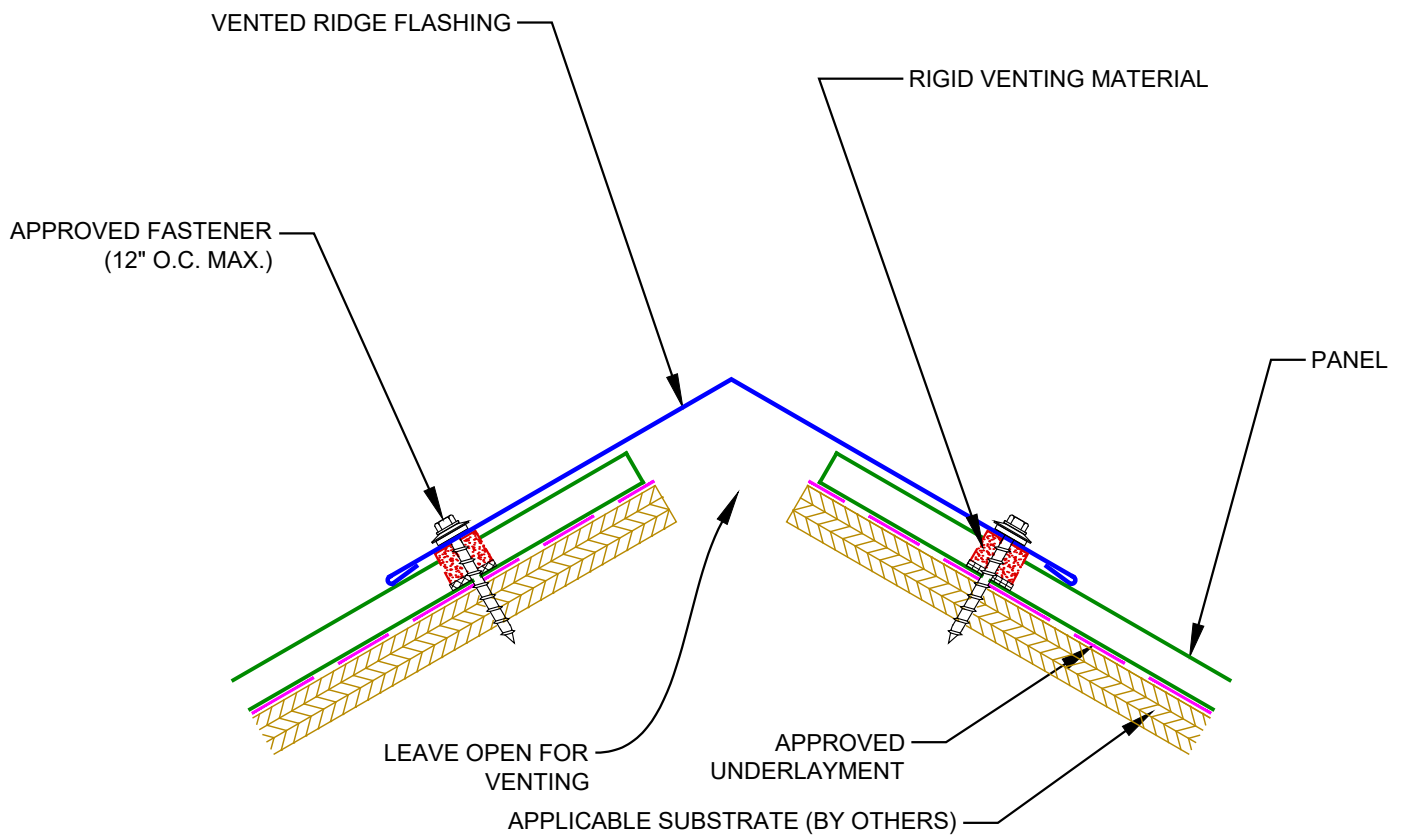 VENTED RIDGE FLASHING
RIGID VENTING MATERIAL
APPROVED FASTENER
(12" O.C. MAX.)
PANEL
LEAVE OPEN FOR
VENTING
APPROVED
UNDERLAYMENT
APPLICABLE SUBSTRATE (BY OTHERS)